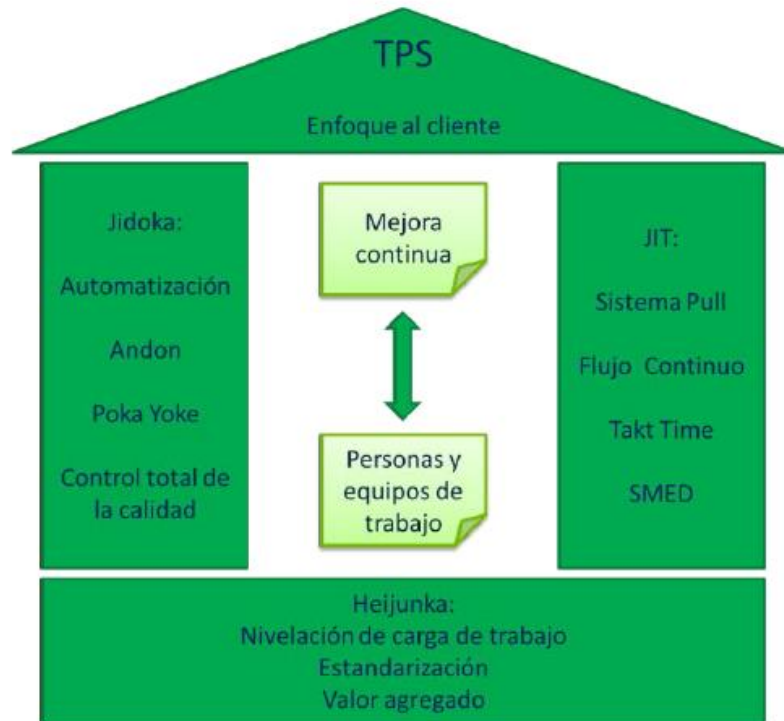 TPS
Enfoque al cliente
Jidoka:
Automatización
Andon
Poka Yoke
Control total de
la calidad
Mejora
continua
Personas y
equipos de
trabajo
JIT:
Sistema Pull
Flujo Continuo
Takt Time
SMED
Heijunka:
Nivelación de carga de trabajo
Estandarización
Valor agregado